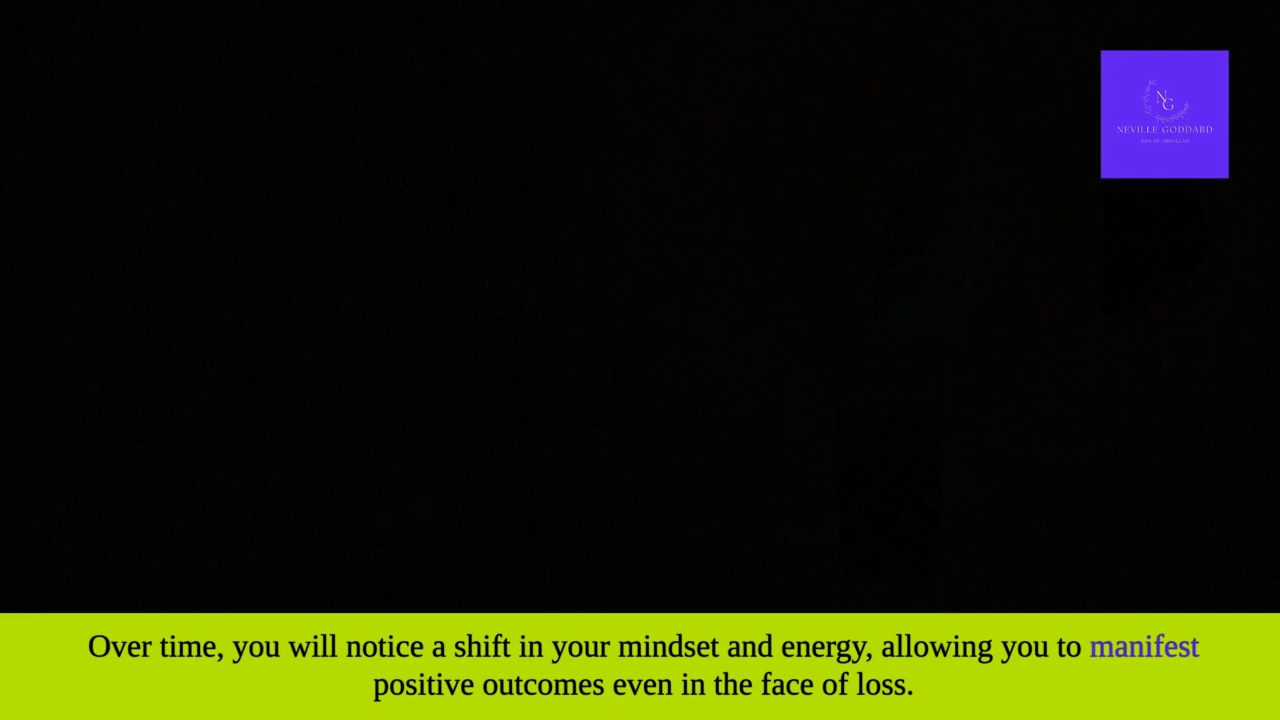 NG
NEVILLE GODDARD
Over time, you will notice a shift in your mindset and energy, allowing you to manifest
positive outcomes even in the face of loss.